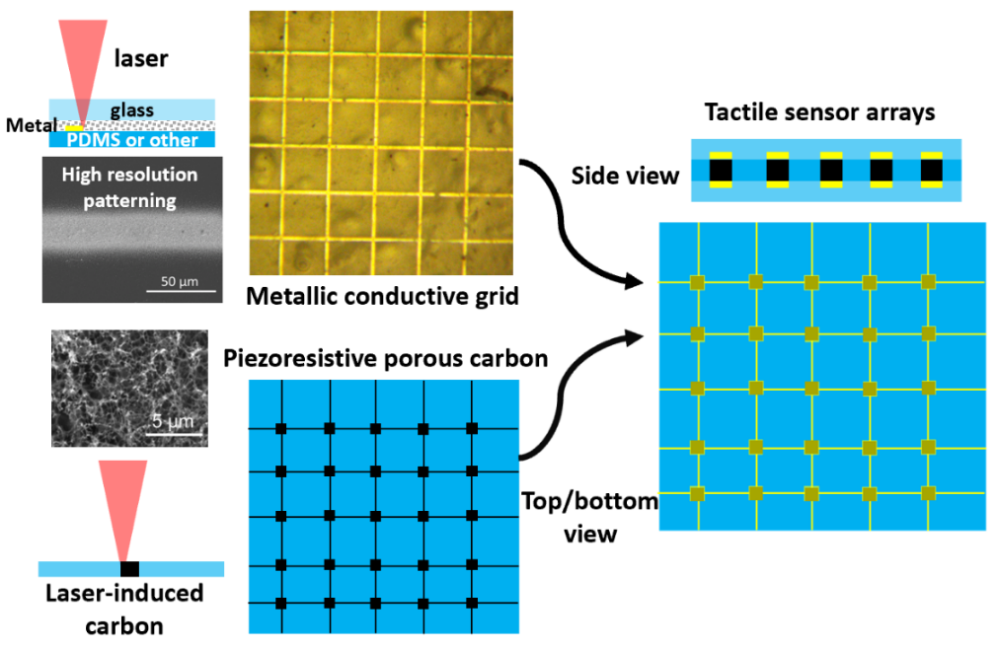 laser
glass
Metal
PDMS or other
High resolution
patterning
50 μm
Metallic conductive grid
Piezoresistive porous carbon
5 μm
Laser-induced
carbon
Tactile sensor arrays
Side view
Top/bottom
view